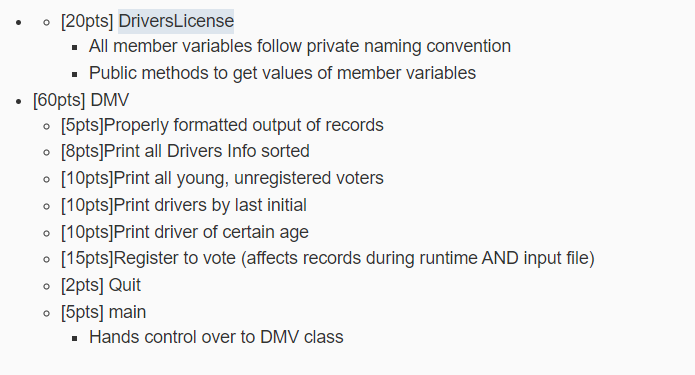 [20pts] DriversLicense
All member variables follow private naming convention
Public methods to get values of member variables
[60pts] DMV
[5pts]Properly formatted output of records
[8pts]Print all Drivers Info sorted
[10pts]Print all young, unregistered voters
[10pts]Print drivers by last initial
[10pts]Print driver of certain age
[15pts]Register to vote (affects records during runtime AND input file)
[2pts] Quit
[5pts] main
Hands control over to DMV class